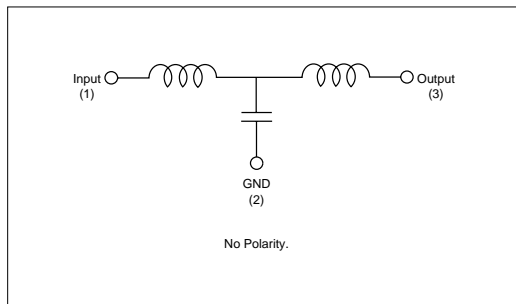 Input
(1)
Output
(3)
GND
(2)
No Polarity.